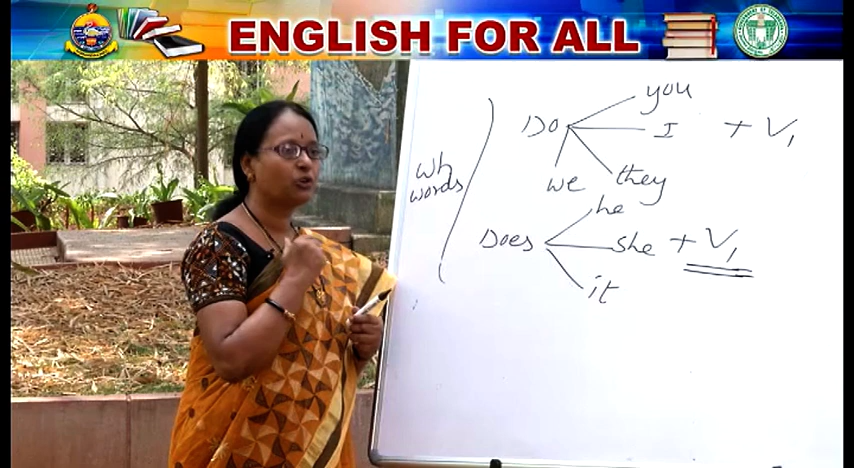 ENGLISH FOR ALL
wh
words
Do
you
I
we
they
+ V1
Does
he
she
it
+ V1